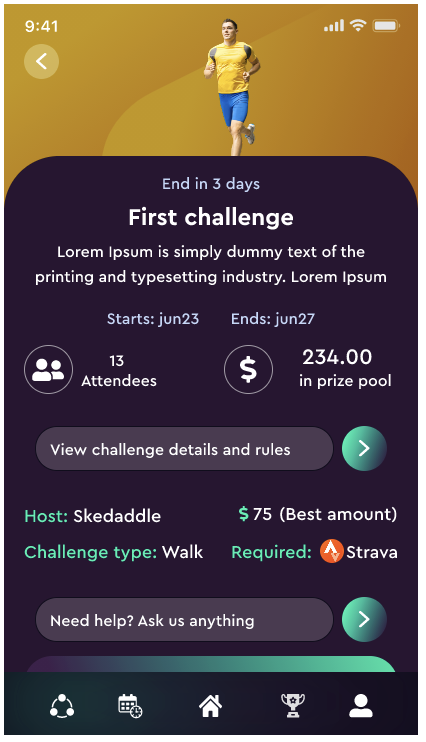 9:41
End in 3 days
First challenge
Lorem Ipsum is simply dummy text of the
printing and typesetting industry. Lorem Ipsum
Starts: jun23 Ends: jun27
13
Attendees
$
234.00
in prize pool
View challenge details and rules
Host: Skedaddle
$ 75 (Best amount)
Challenge type: Walk
Required: Strava
Need help? Ask us anything